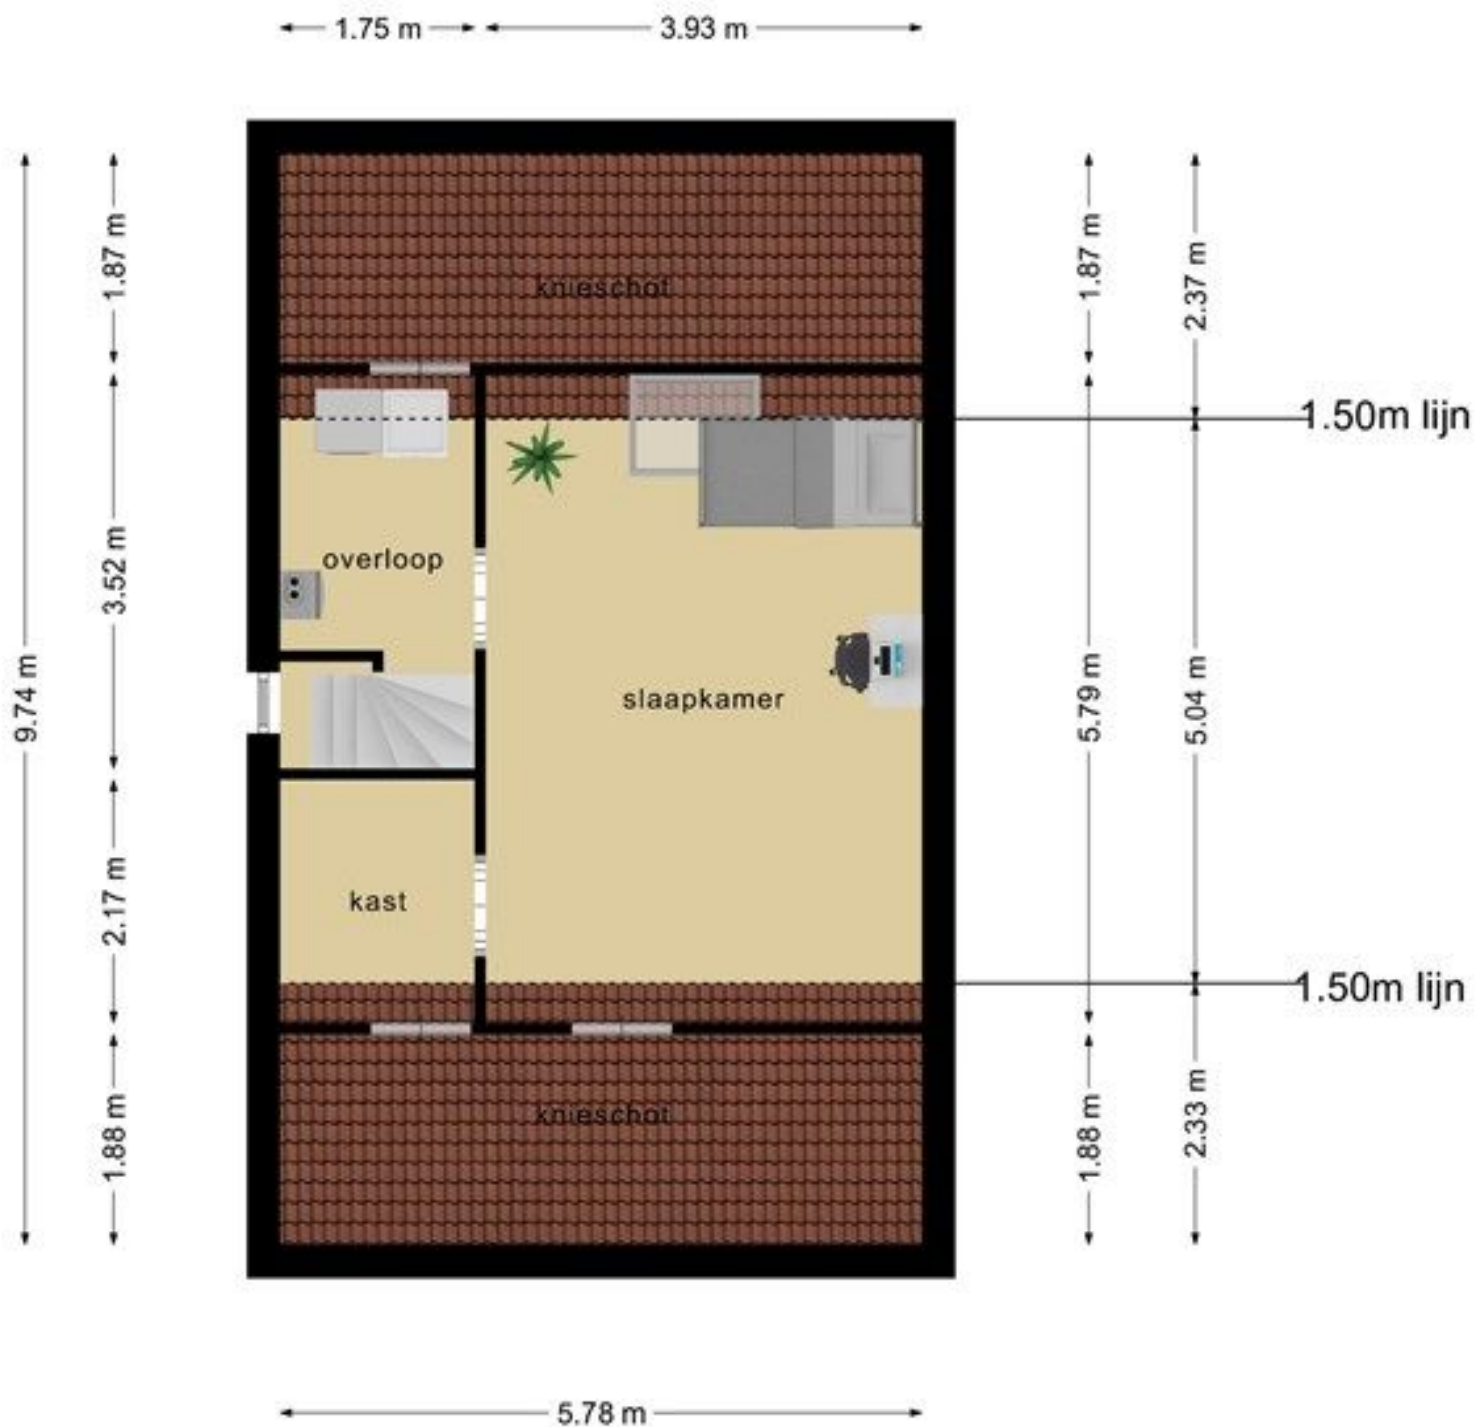 1.75 m
3.93 m
9.74 m
1.87 m
3.52 m
2.17 m
1.88 m
knieschot
overloop
slaapkamer
kast
knieschot
1.87 m
5.79 m
1.88 m
2.37 m
5.04 m
2.33 m
1.50m lijn
1.50m lijn
5.78 m